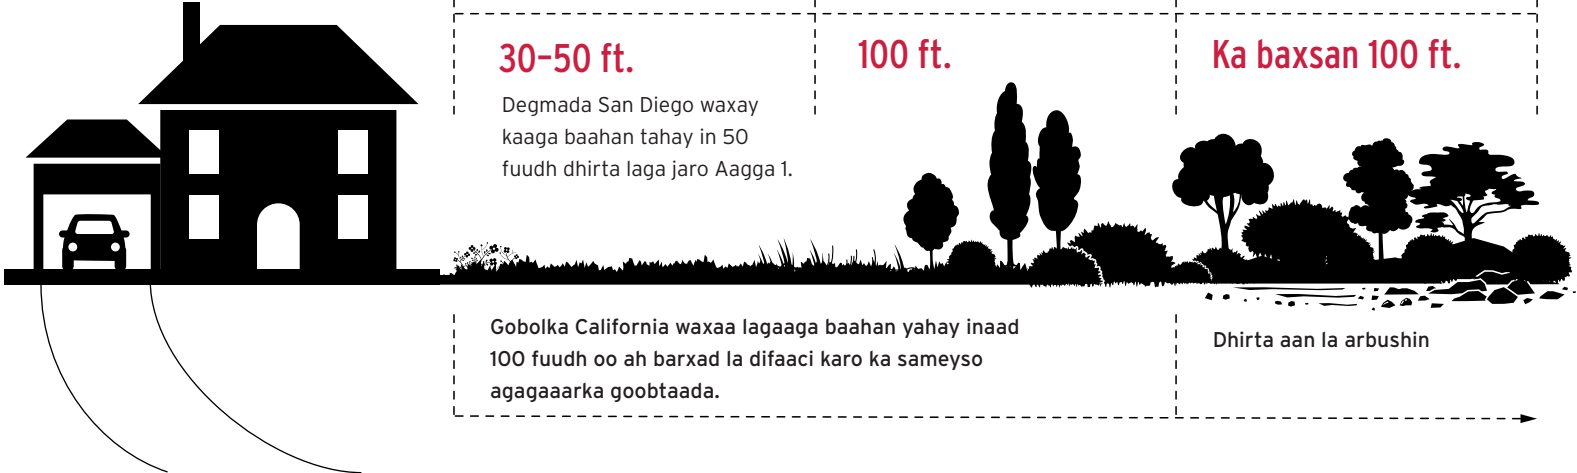 30–50 ft.
Degmada San Diego waxay
kaaga baahan tahay in 50
fuudh dhirta laga jaro Aagga 1.
100 ft.
Ka baxsan 100 ft.
Gobolka California waxaa lagaaga baahan yahay inaad
100 fuudh oo ah barxad la difaaci karo ka sameyso
agagaaarka goobtaada.
Dhirta aan la arbushin